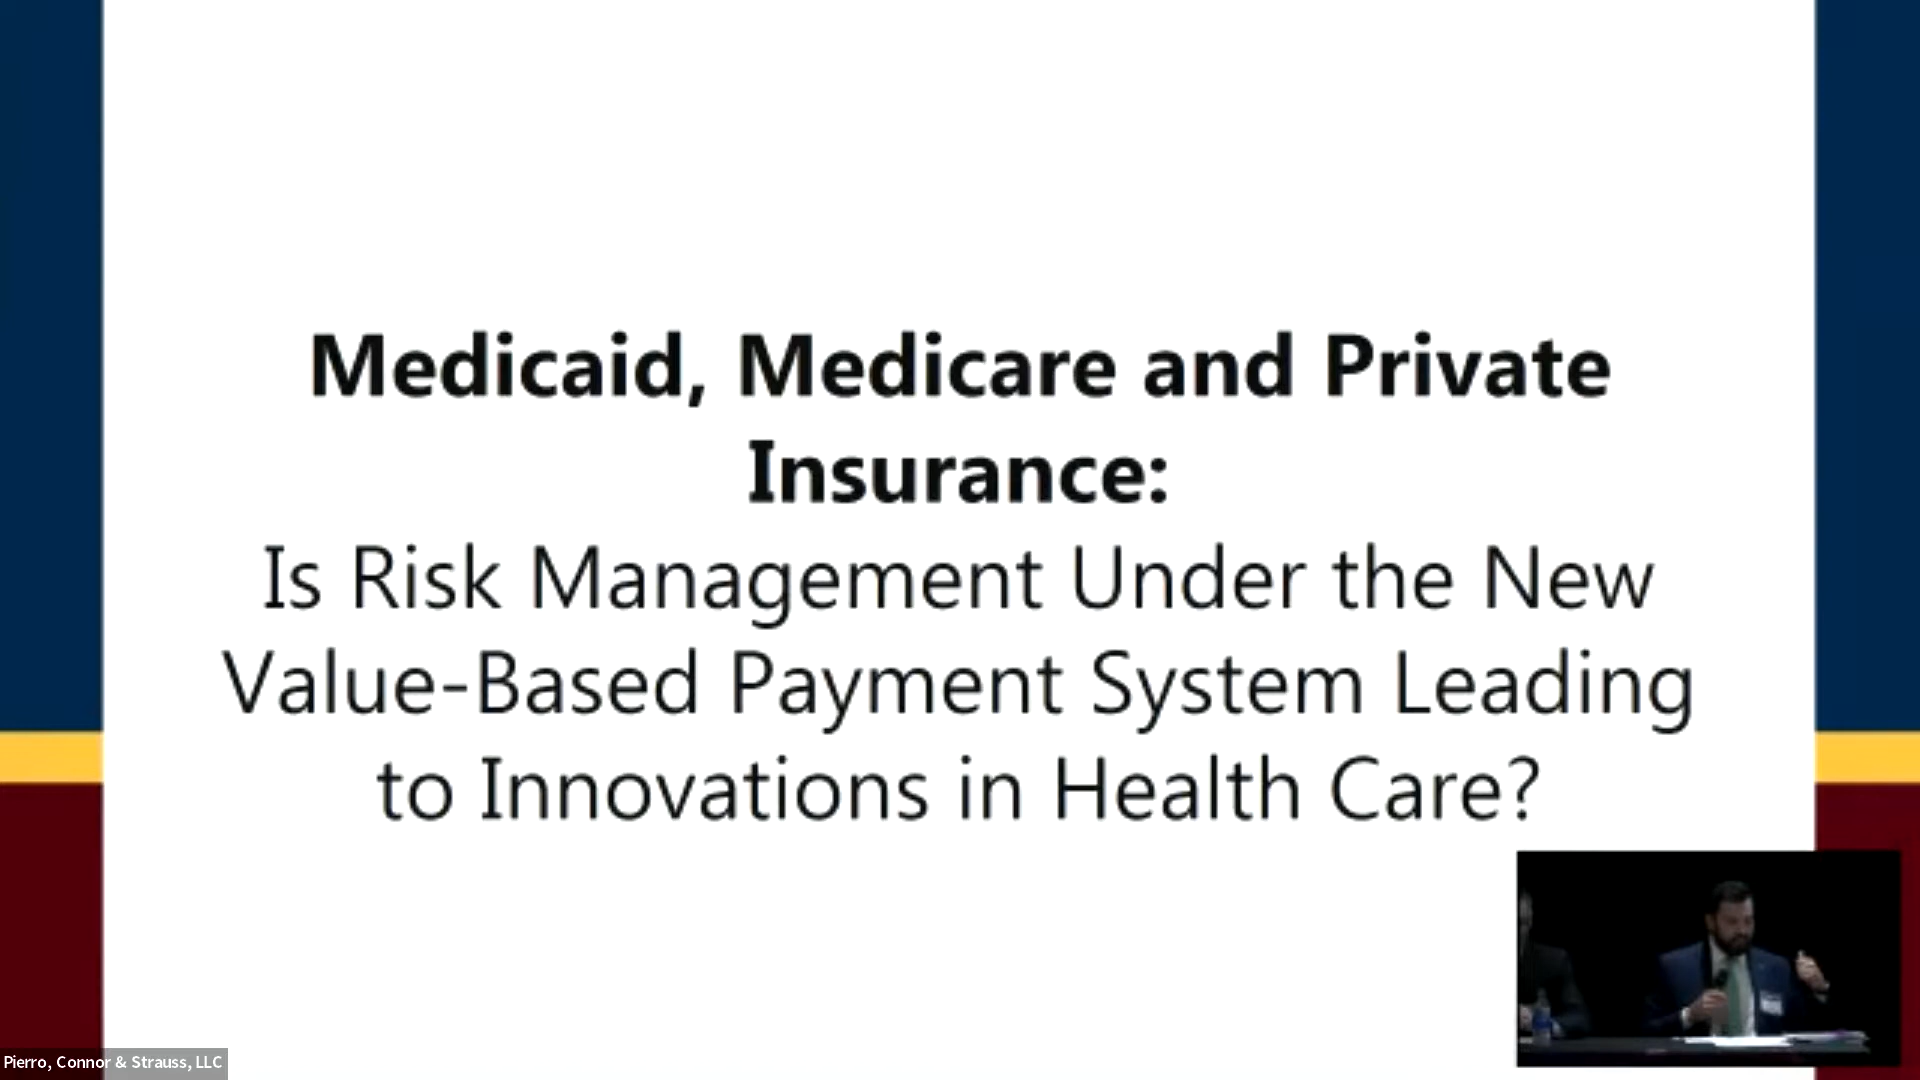 Medicaid, Medicare and Private
Insurance:
Is Risk Management Under the New
Value-Based Payment System Leading
to Innovations in Health Care?
Pierro, Connor & Strauss, LLC